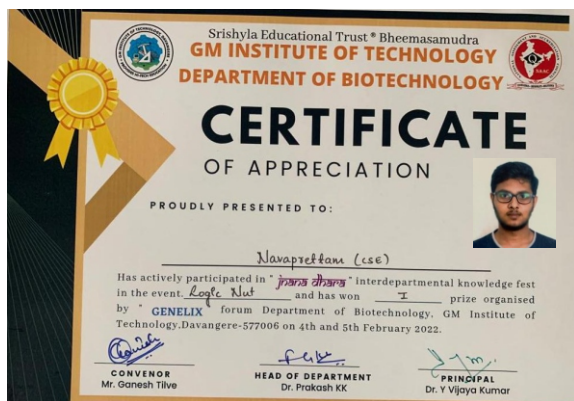 Srishyla Educational Trust ® Bheemasamudra
GM INSTITUTE OF TECHNOLOGY
DEPARTMENT OF BIOTECHNOLOGY
NAAC
CERTIFICATE
OF APPRECIATION
PROUDLY PRESENTED TO:
Navaprettam (CSE)
Has actively participated in " jnana dhara " interdepartmental knowledge fest
in the event. Logic Nut and has won I prize organised
by " GENELIX " forum Department of Biotechnology, GM Institute of
Technology,Davangere-577006 on 4th and 5th February 2022.
CONVENOR
Mr. Ganesh Tilve
HEAD OF DEPARTMENT
Dr. Prakash KK
PRINCIPAL
Dr. Y Vijaya Kumar